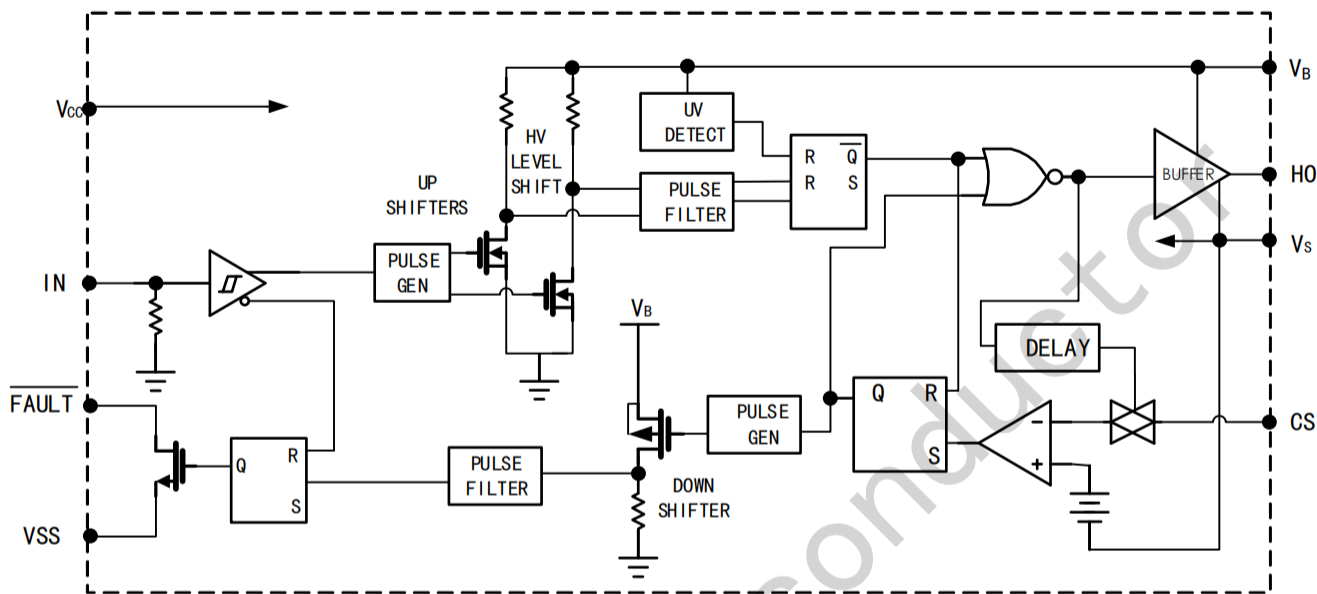 VB
VCC
UV
DETECT
HV
LEVEL
SHIFT
R Q
R S
BUFFER
HO
UP
SHIFTERS
PULSE
FILTER
VS
IN
PULSE
GEN
VB
DELAY
FAULT
Q R
S
PULSE
GEN
CS
-
+
Q R
S
PULSE
FILTER
DOWN
SHIFTER
VSS
onductor